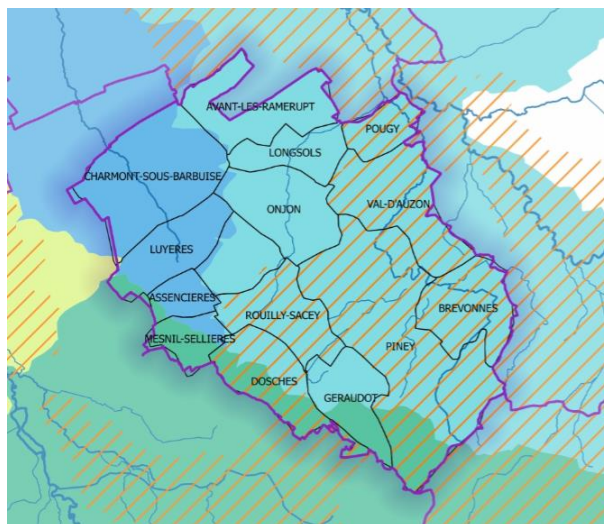 AVANT-LES-RAMERUPT
POUGY
LONGSOLS
CHARMONT-SOUS-BARBUISE
ONJON
VAL-D'AUZON
LUYERES
ASSENCIERES
BREVONNES
ROUILLY-SACEY
MESNIL-SELLIERES
PINEY
DOSCHES
GERAUDOT